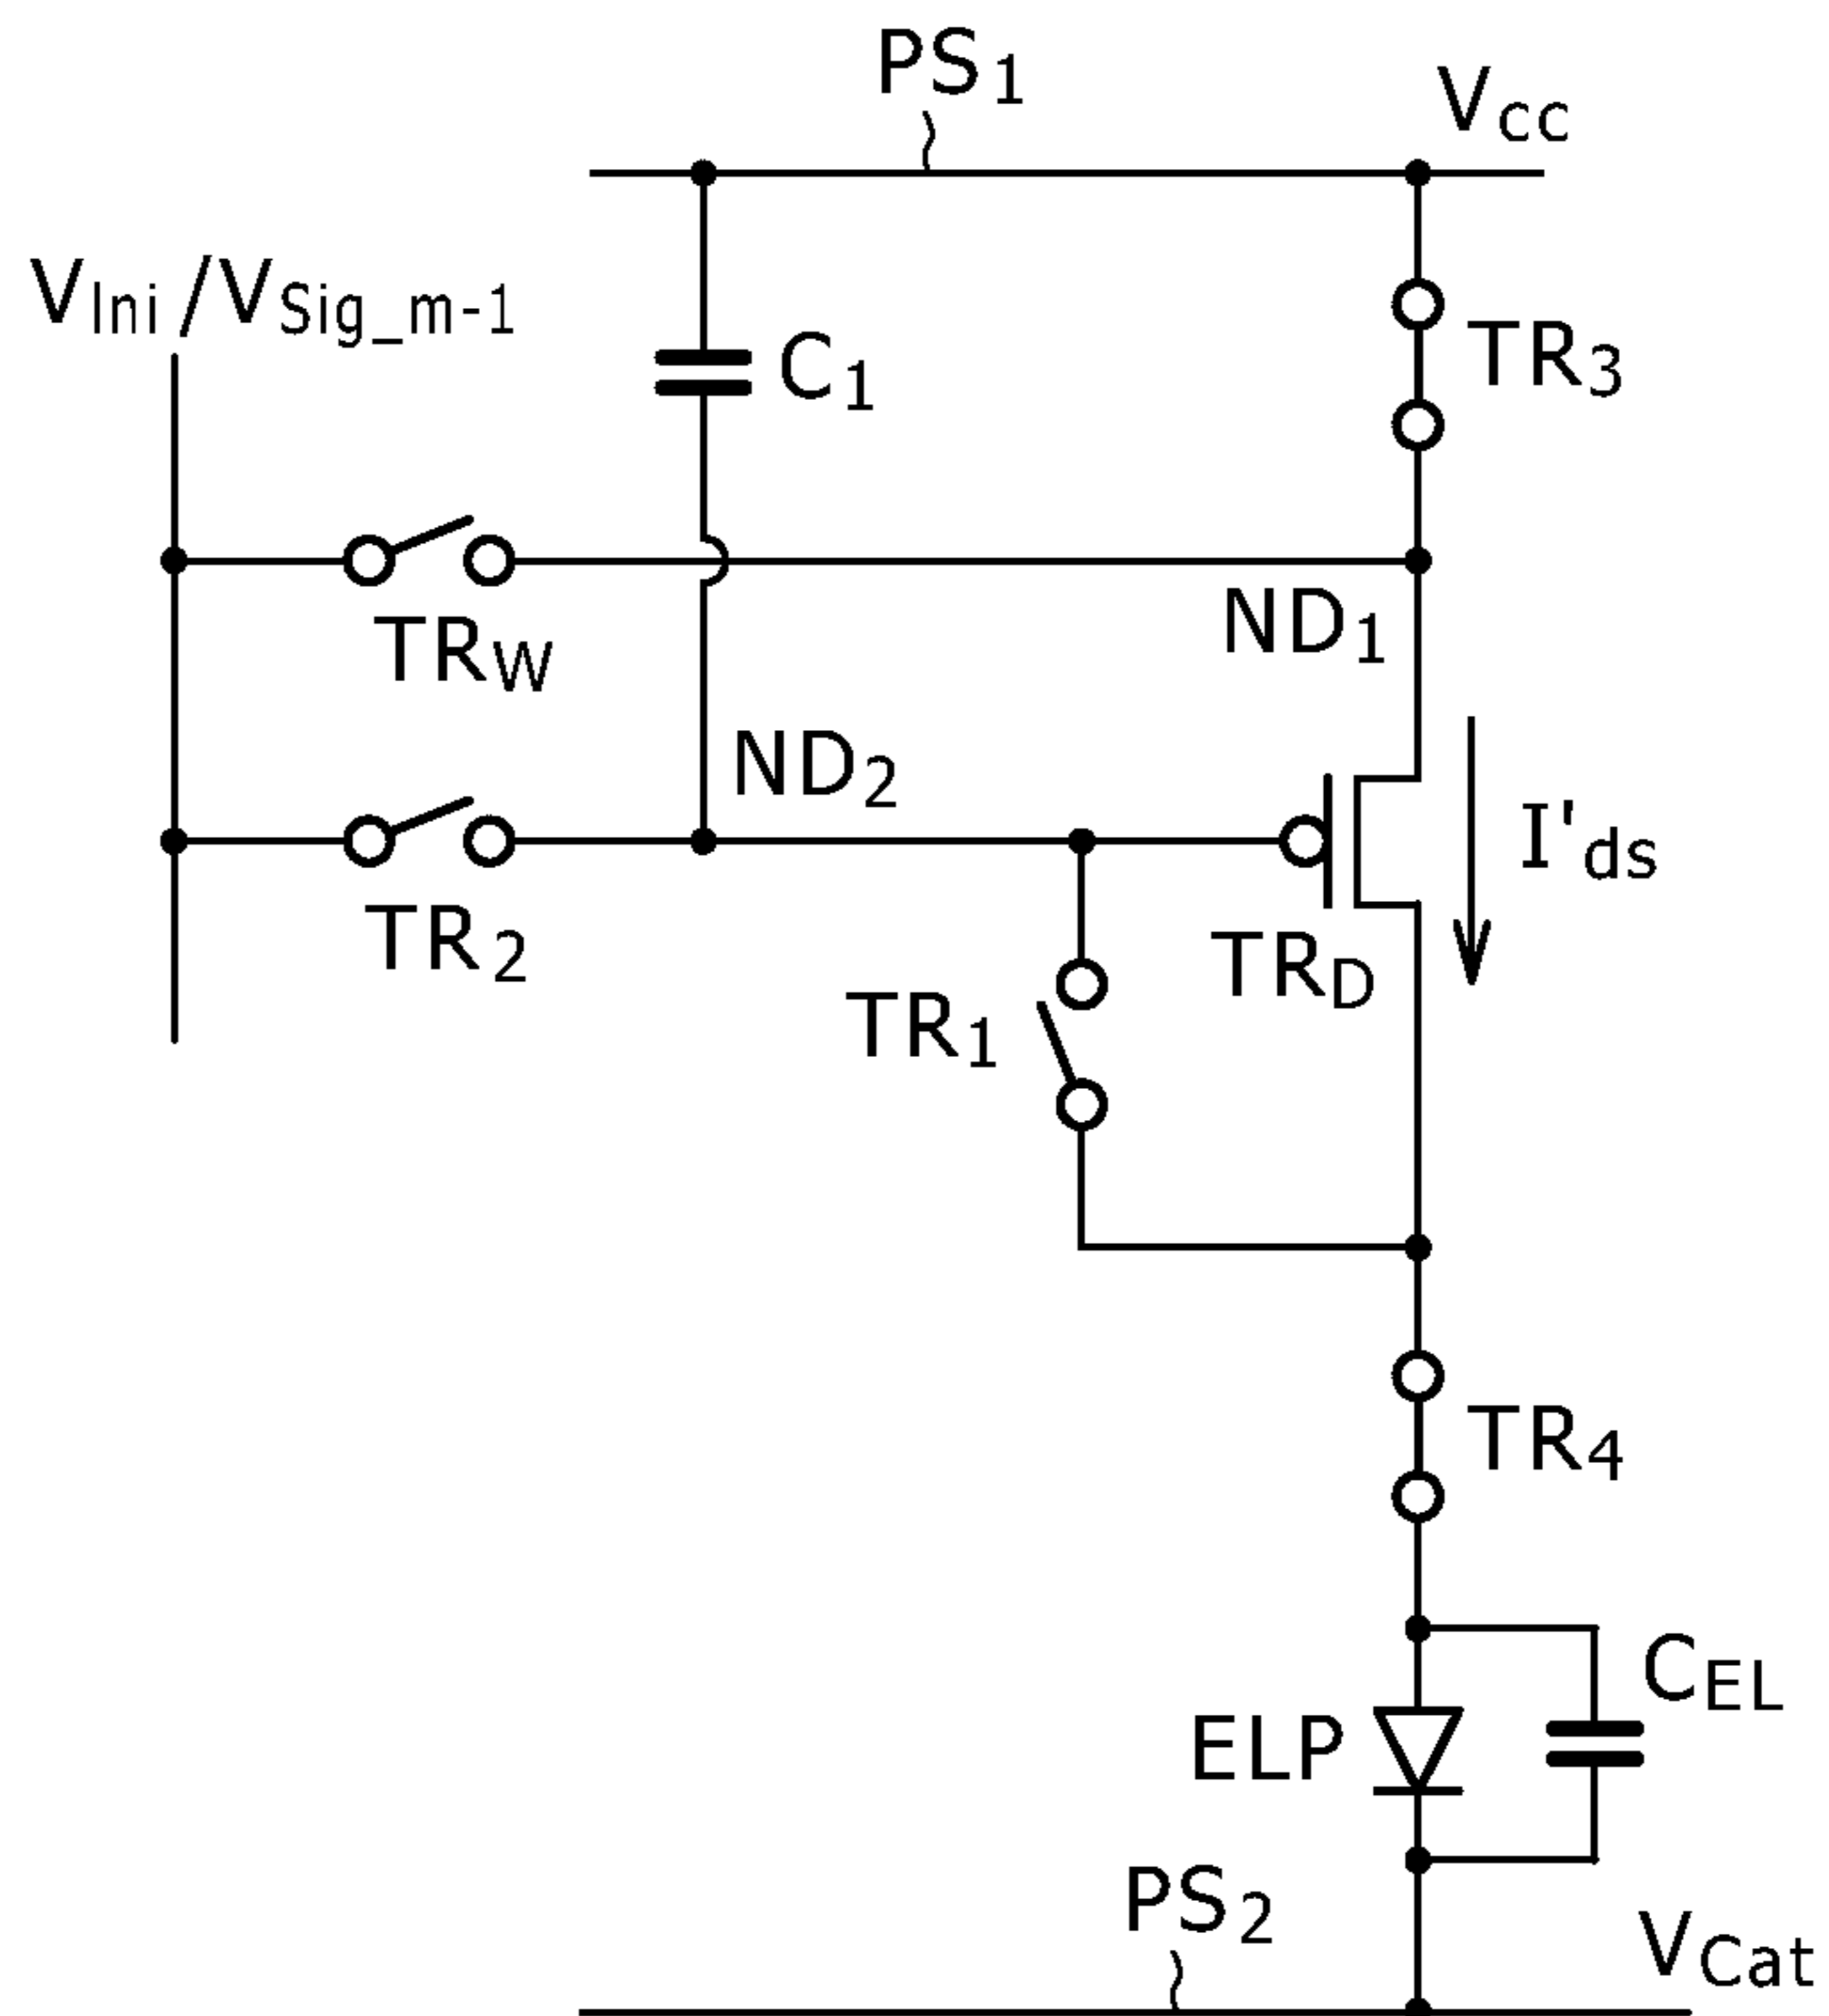 PS1
Vcc
VIni/VSig_m-1
C1
TR3
TRW
ND1
ND2
I'ds
TR2
TRD
TR1
TR4
CEL
ELP
PS2
VCat